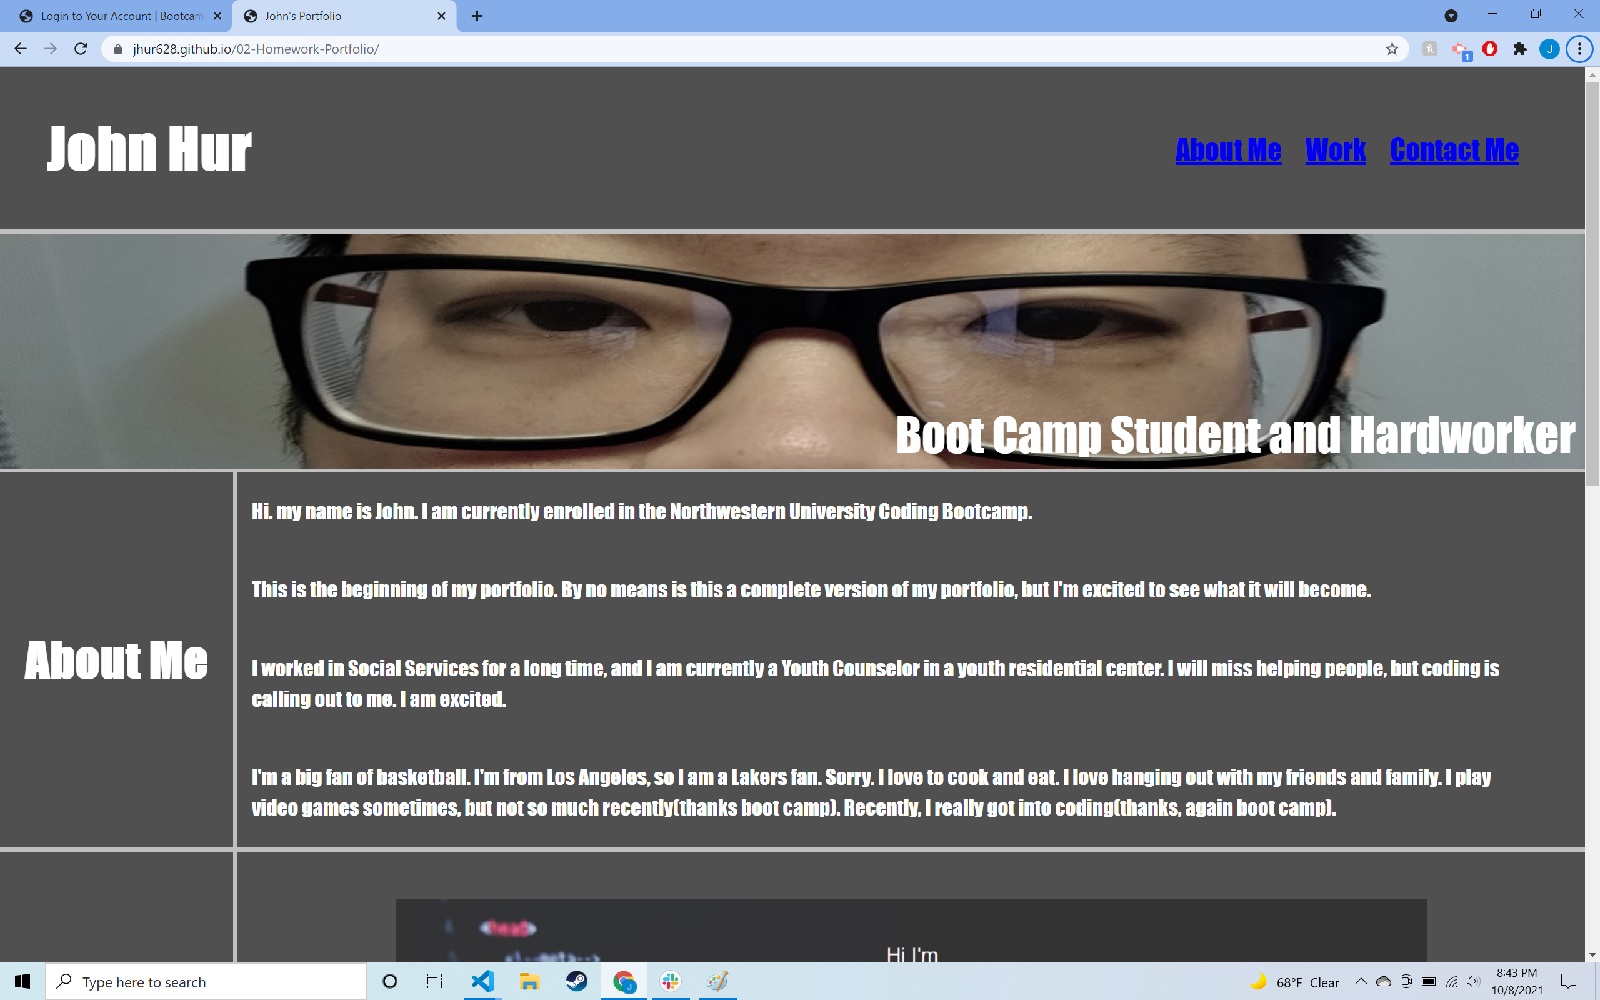 Login to Your Account | Bootcam
John's Portfolio
jhur628.github.io/02-Homework-Portfolio/
1
J
John Hur
About Me Work Contact Me
Boot Camp Student and Hardworker
About Me
Hi. my name is John. I am currently enrolled in the Northwestern University Coding Bootcamp.
This is the beginning of my portfolio. By no means is this a complete version of my portfolio, but I'm excited to see what it will become.
I worked in Social Services for a long time, and I am currently a Youth Counselor in a youth residential center. I will miss helping people, but coding is
calling out to me. I am excited.
I'm a big fan of basketball. I'm from Los Angeles, so I am a Lakers fan. Sorry. I love to cook and eat. I love hanging out with my friends and family. I play
video games sometimes, but not so much recently(thanks boot camp). Recently, I really got into coding(thanks, again boot camp).
<head>
Hi I'm
Type here to search
68°F Clear
8:43 PM
10/8/2021